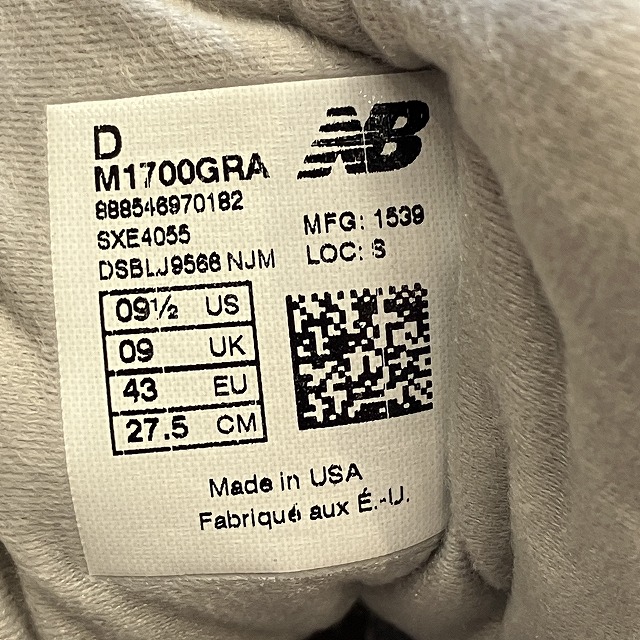 D
NB
M1700GRA
888546970182
SXE4055
DSBLJ9566 NJM
MFG: 1539
LOC: S
09½ US
09 UK
43 EU
27.5 CM
Made in USA
Fabriqué aux É.-U.